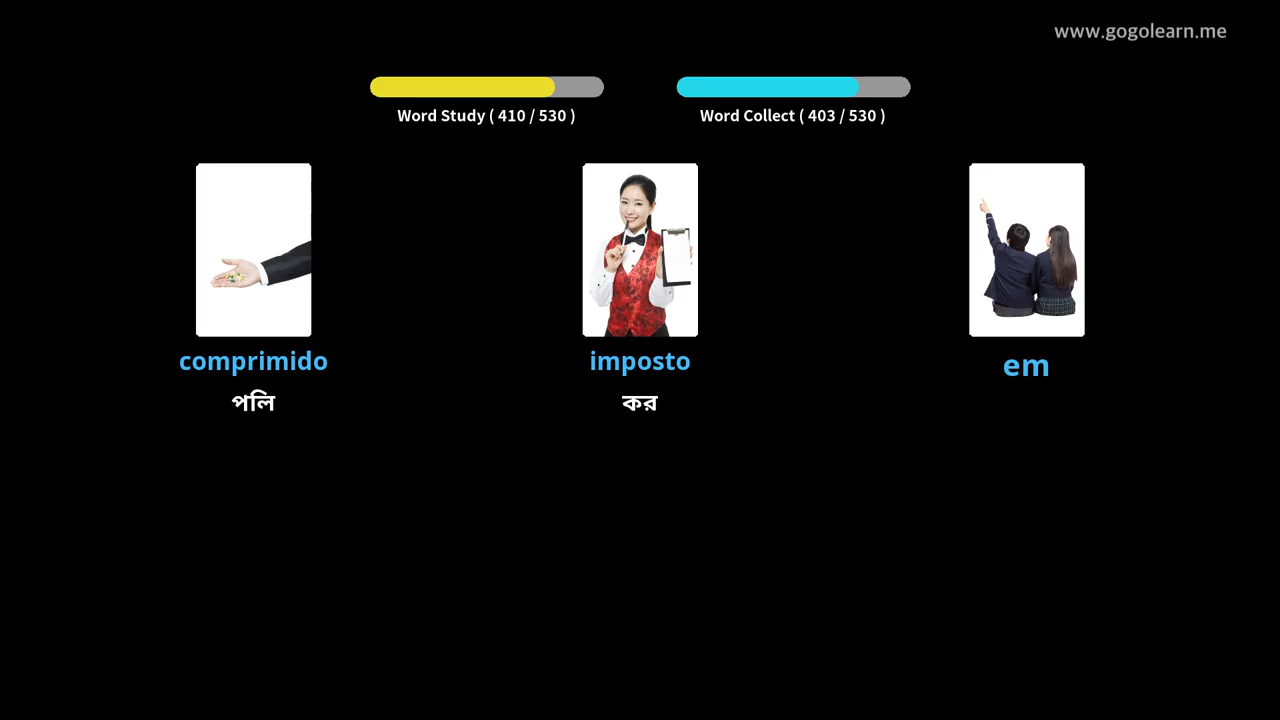 www.gogolearn.me
Word Study ( 410 / 530 )
Word Collect ( 403 / 530 )
comprimido
imposto
em
পলি
কর